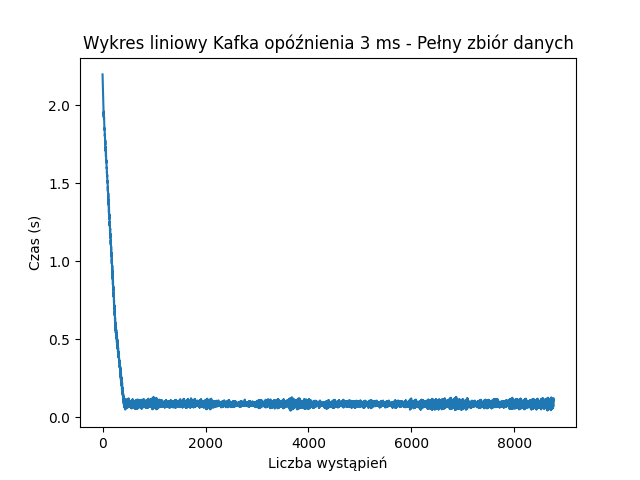 Wykres liniowy Kafka opóźnienia 3 ms - Pełny zbiór danych
2.0
1.5
1.0
0.5
0.0
Czas (s)
0 2000 4000 6000 8000
Liczba wystąpień